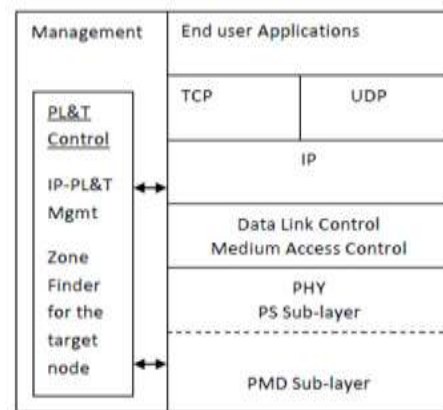 Management
PL&T
Control
IP-PL&T
Mgmt
Zone
Finder
for the
target
node
End user Applications
TCP UDP
IP
Data Link Control
Medium Access Control
PHY
PS Sub-layer
PMD Sub-layer